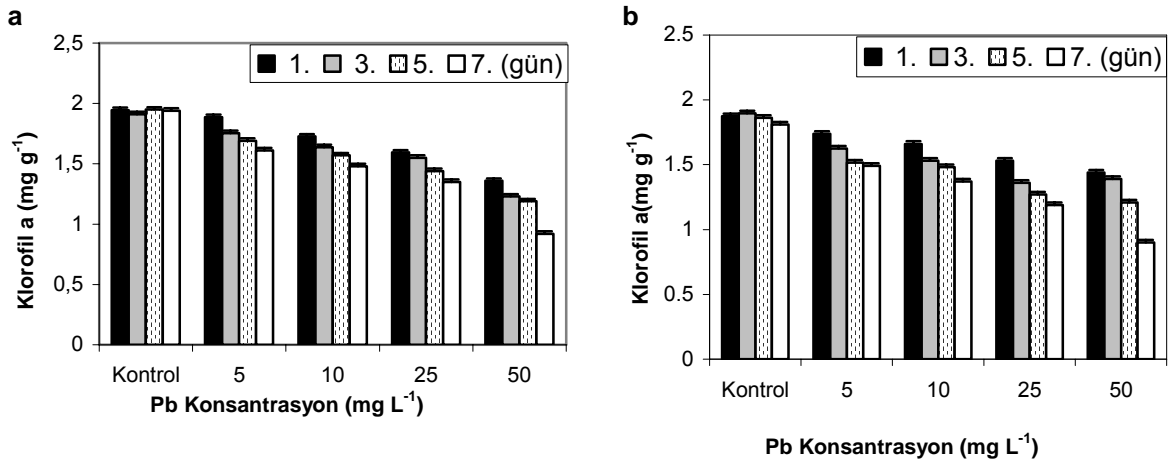 a
2,5
2
1,5
1
0,5
0
Klorofil a (mg g⁻¹)
1. 3. 5. 7. (gün)
Kontrol 5 10 25 50
Pb Konsantrasyon (mg L⁻¹)
b
2.5
2
1.5
1
0.5
0
Klorofil a(mg g⁻¹)
1. 3. 5. 7. (gün)
Kontrol 5 10 25 50
Pb Konsantrasyon (mg L⁻¹)